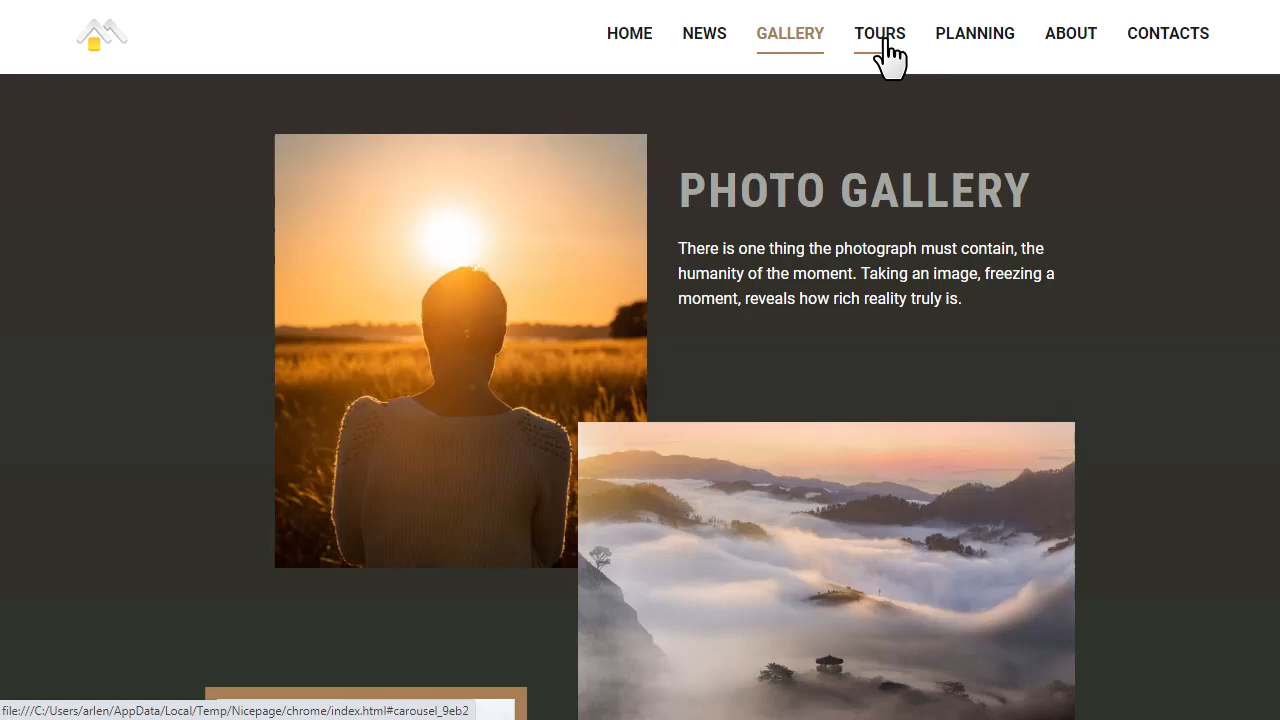 HOME NEWS GALLERY TOURS PLANNING ABOUT CONTACTS
PHOTO GALLERY
There is one thing the photograph must contain, the
humanity of the moment. Taking an image, freezing a
moment, reveals how rich reality truly is.
file:///C:/Users/arlen/AppData/Local/Temp/Nicepage/chrome/index.html#carousel_9eb2